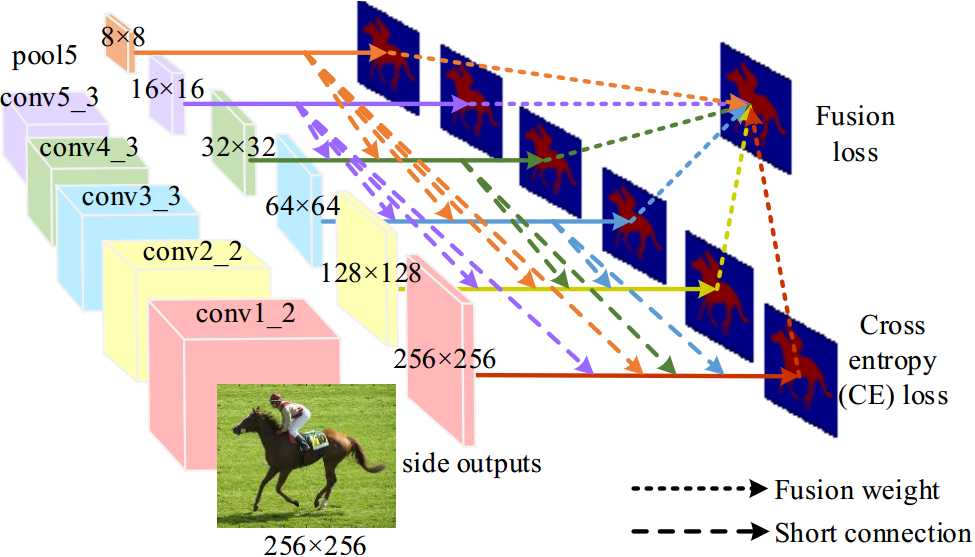 8×8
pool5
16×16
conv5_3
32×32
conv4_3
64×64
conv3_3
128×128
conv2_2
256×256
conv1_2
side outputs
256×256
Fusion
loss
Cross
entropy
(CE) loss
Fusion weight
Short connection